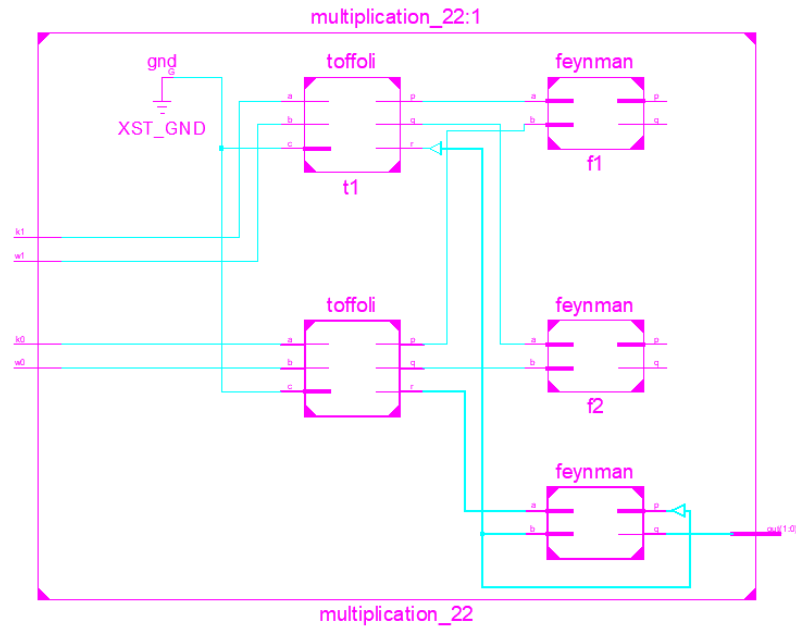 multiplication_22:1
gnd
G
XST_GND
toffoli
a
b
c
p
q
r
t1
feynman
a
b
p
q
f1
k1
w1
toffoli
k0
w0
a
b
c
p
q
r
feynman
a
b
p
q
f2
feynman
a
b
p
q
out(1:0)
multiplication_22